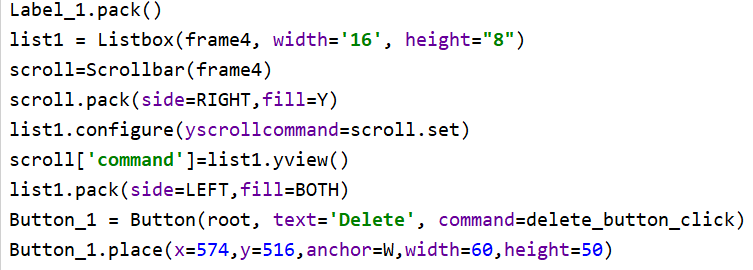 Label_1.pack()
list1 = Listbox(frame4, width='16', height="8")
scroll=Scrollbar(frame4)
scroll.pack(side=RIGHT,fill=Y)
list1.configure(yscrollcommand=scroll.set)
scroll['command']=list1.yview()
list1.pack(side=LEFT,fill=BOTH)
Button_1 = Button(root, text='Delete', command=delete_button_click)
Button_1.place(x=574,y=516,anchor=W,width=60,height=50)